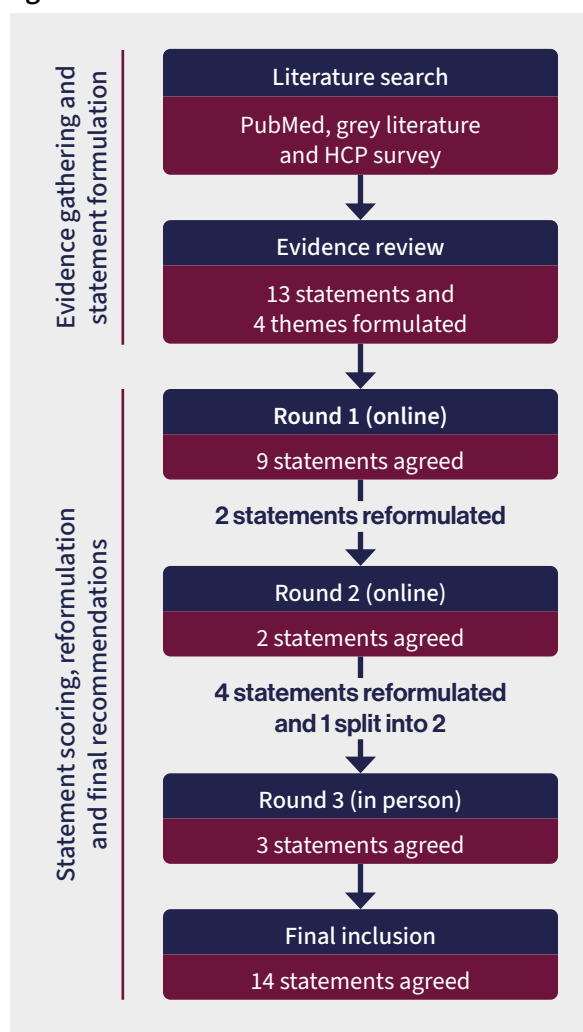 Evidence gathering and
statement formulation
Literature search
PubMed, grey literature
and HCP survey
Evidence review
13 statements and
4 themes formulated
Statement scoring, reformulation
and final recommendations
Round 1 (online)
9 statements agreed
2 statements reformulated
Round 2 (online)
2 statements agreed
4 statements reformulated
and 1 split into 2
Round 3 (in person)
3 statements agreed
Final inclusion
14 statements agreed